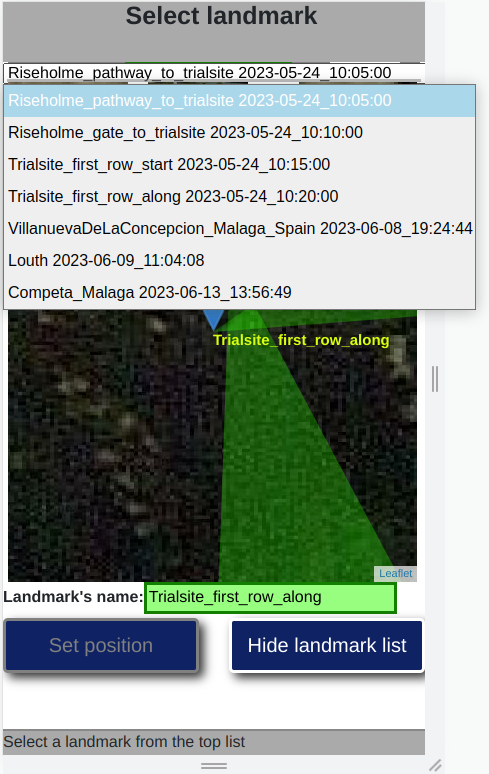 Select landmark
Riseholme_pathway_to_trialsite 2023-05-24_10:05:00
Riseholme_pathway_to_trialsite 2023-05-24_10:05:00
Riseholme_gate_to_trialsite 2023-05-24_10:10:00
Trialsite_first_row_start 2023-05-24_10:15:00
Trialsite_first_row_along 2023-05-24_10:20:00
VillanuevaDeLaConcepcion_Malaga_Spain 2023-06-08_19:24:44
Louth 2023-06-09_11:04:08
Competa_Malaga 2023-06-13_13:56:49
Trialsite_first_row_along
Leaflet
Landmark's name: Trialsite_first_row_along
Set position Hide landmark list
Select a landmark from the top list